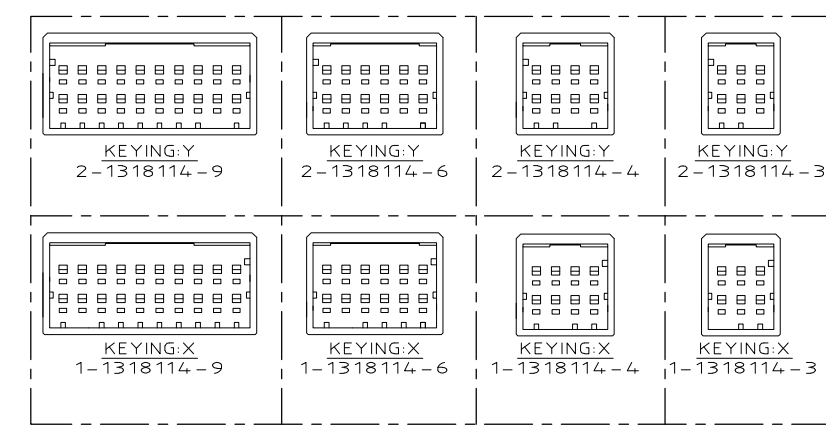 KEYING:Y
2-1318114-9
KEYING:Y
2-1318114-6
KEYING:Y
2-1318114-4
KEYING:Y
2-1318114-3
KEYING:X
1-1318114-9
KEYING:X
1-1318114-6
KEYING:X
1-1318114-4
KEYING:X
1-1318114-3